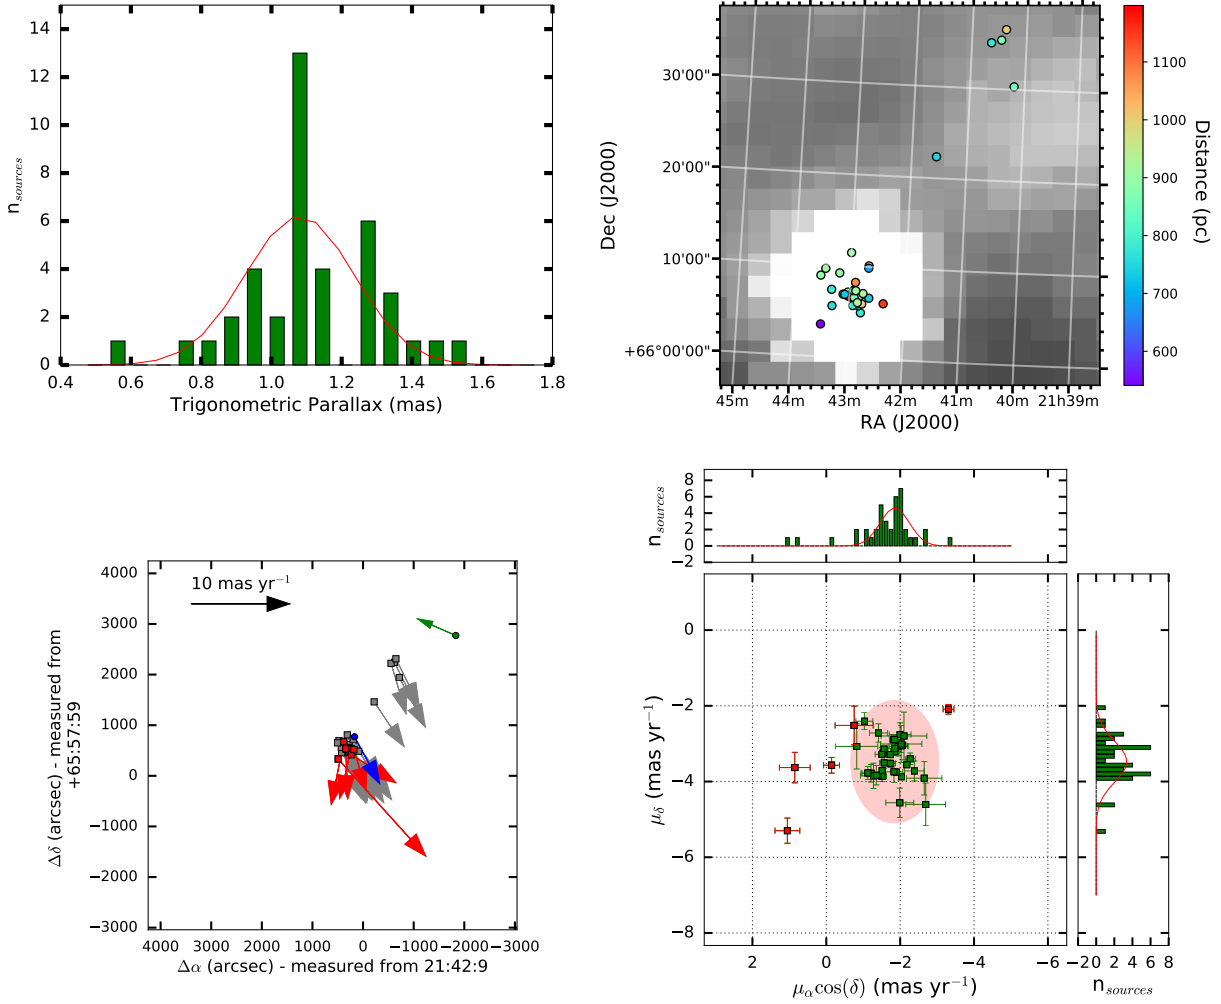 14
12
10
8
6
4
2
0
n_sources
0.4 0.6 0.8 1.0 1.2 1.4 1.6 1.8
Trigonometric Parallax (mas)
30'00"
20'00"
10'00"
+66°00'00"
Dec (J2000)
45m 44m 43m 42m 41m 40m 21h39m
RA (J2000)
1100
1000
900
800
700
600
Distance (pc)
10 mas yr⁻¹
4000
3000
2000
1000
0
−1000
−2000
−3000
Δδ (arcsec) - measured from
+65:57:59
4000 3000 2000 1000 0 −1000 −2000 −3000
Δα (arcsec) - measured from 21:42:9
8
6
4
2
0
−2
n_sources
0
−2
−4
−6
−8
μ_δ (mas yr⁻¹)
2 0 −2 −4 −6
μ_α cos(δ) (mas yr⁻¹)
−2 0 2 4 6 8
n_sources